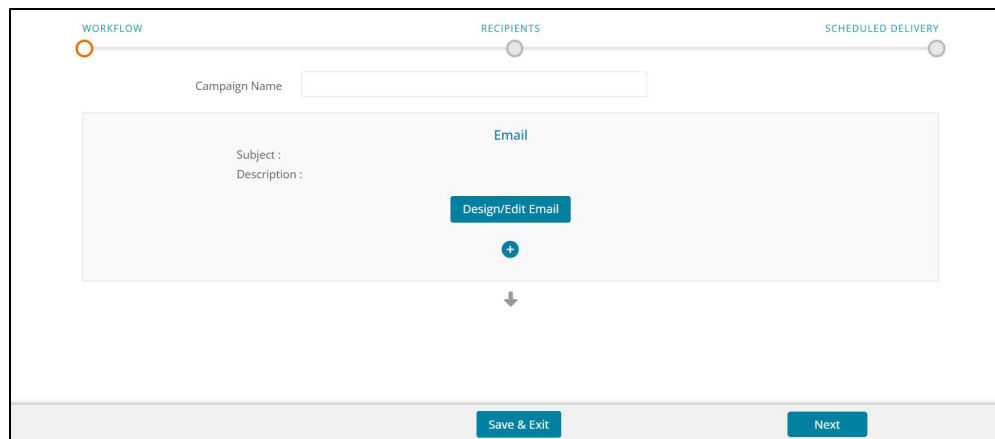 WORKFLOW RECIPIENTS SCHEDULED DELIVERY
Campaign Name
Email
Subject :
Description :
Design/Edit Email
Save & Exit Next